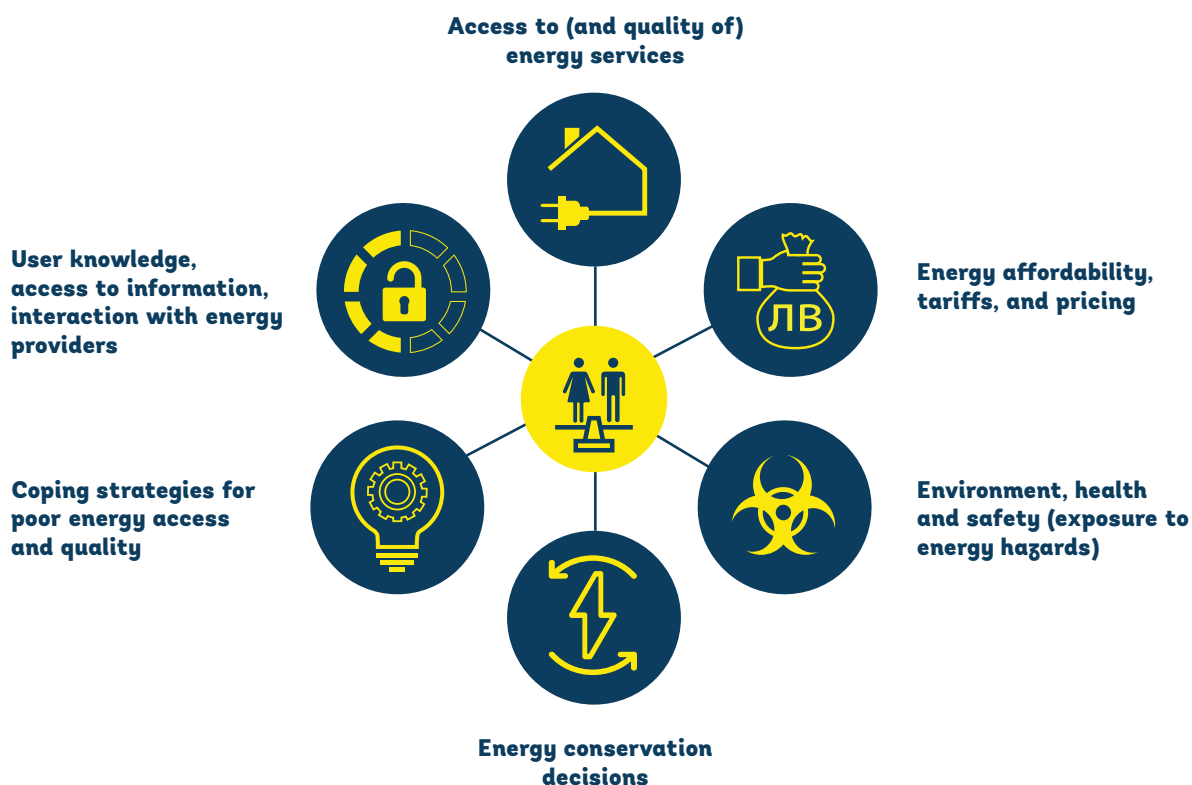 Access to (and quality of)
energy services
User knowledge,
access to information,
interaction with energy
providers
Energy affordability,
tariffs, and pricing
ЛВ
Coping strategies for
poor energy access
and quality
Environment, health
and safety (exposure to
energy hazards)
Energy conservation
decisions